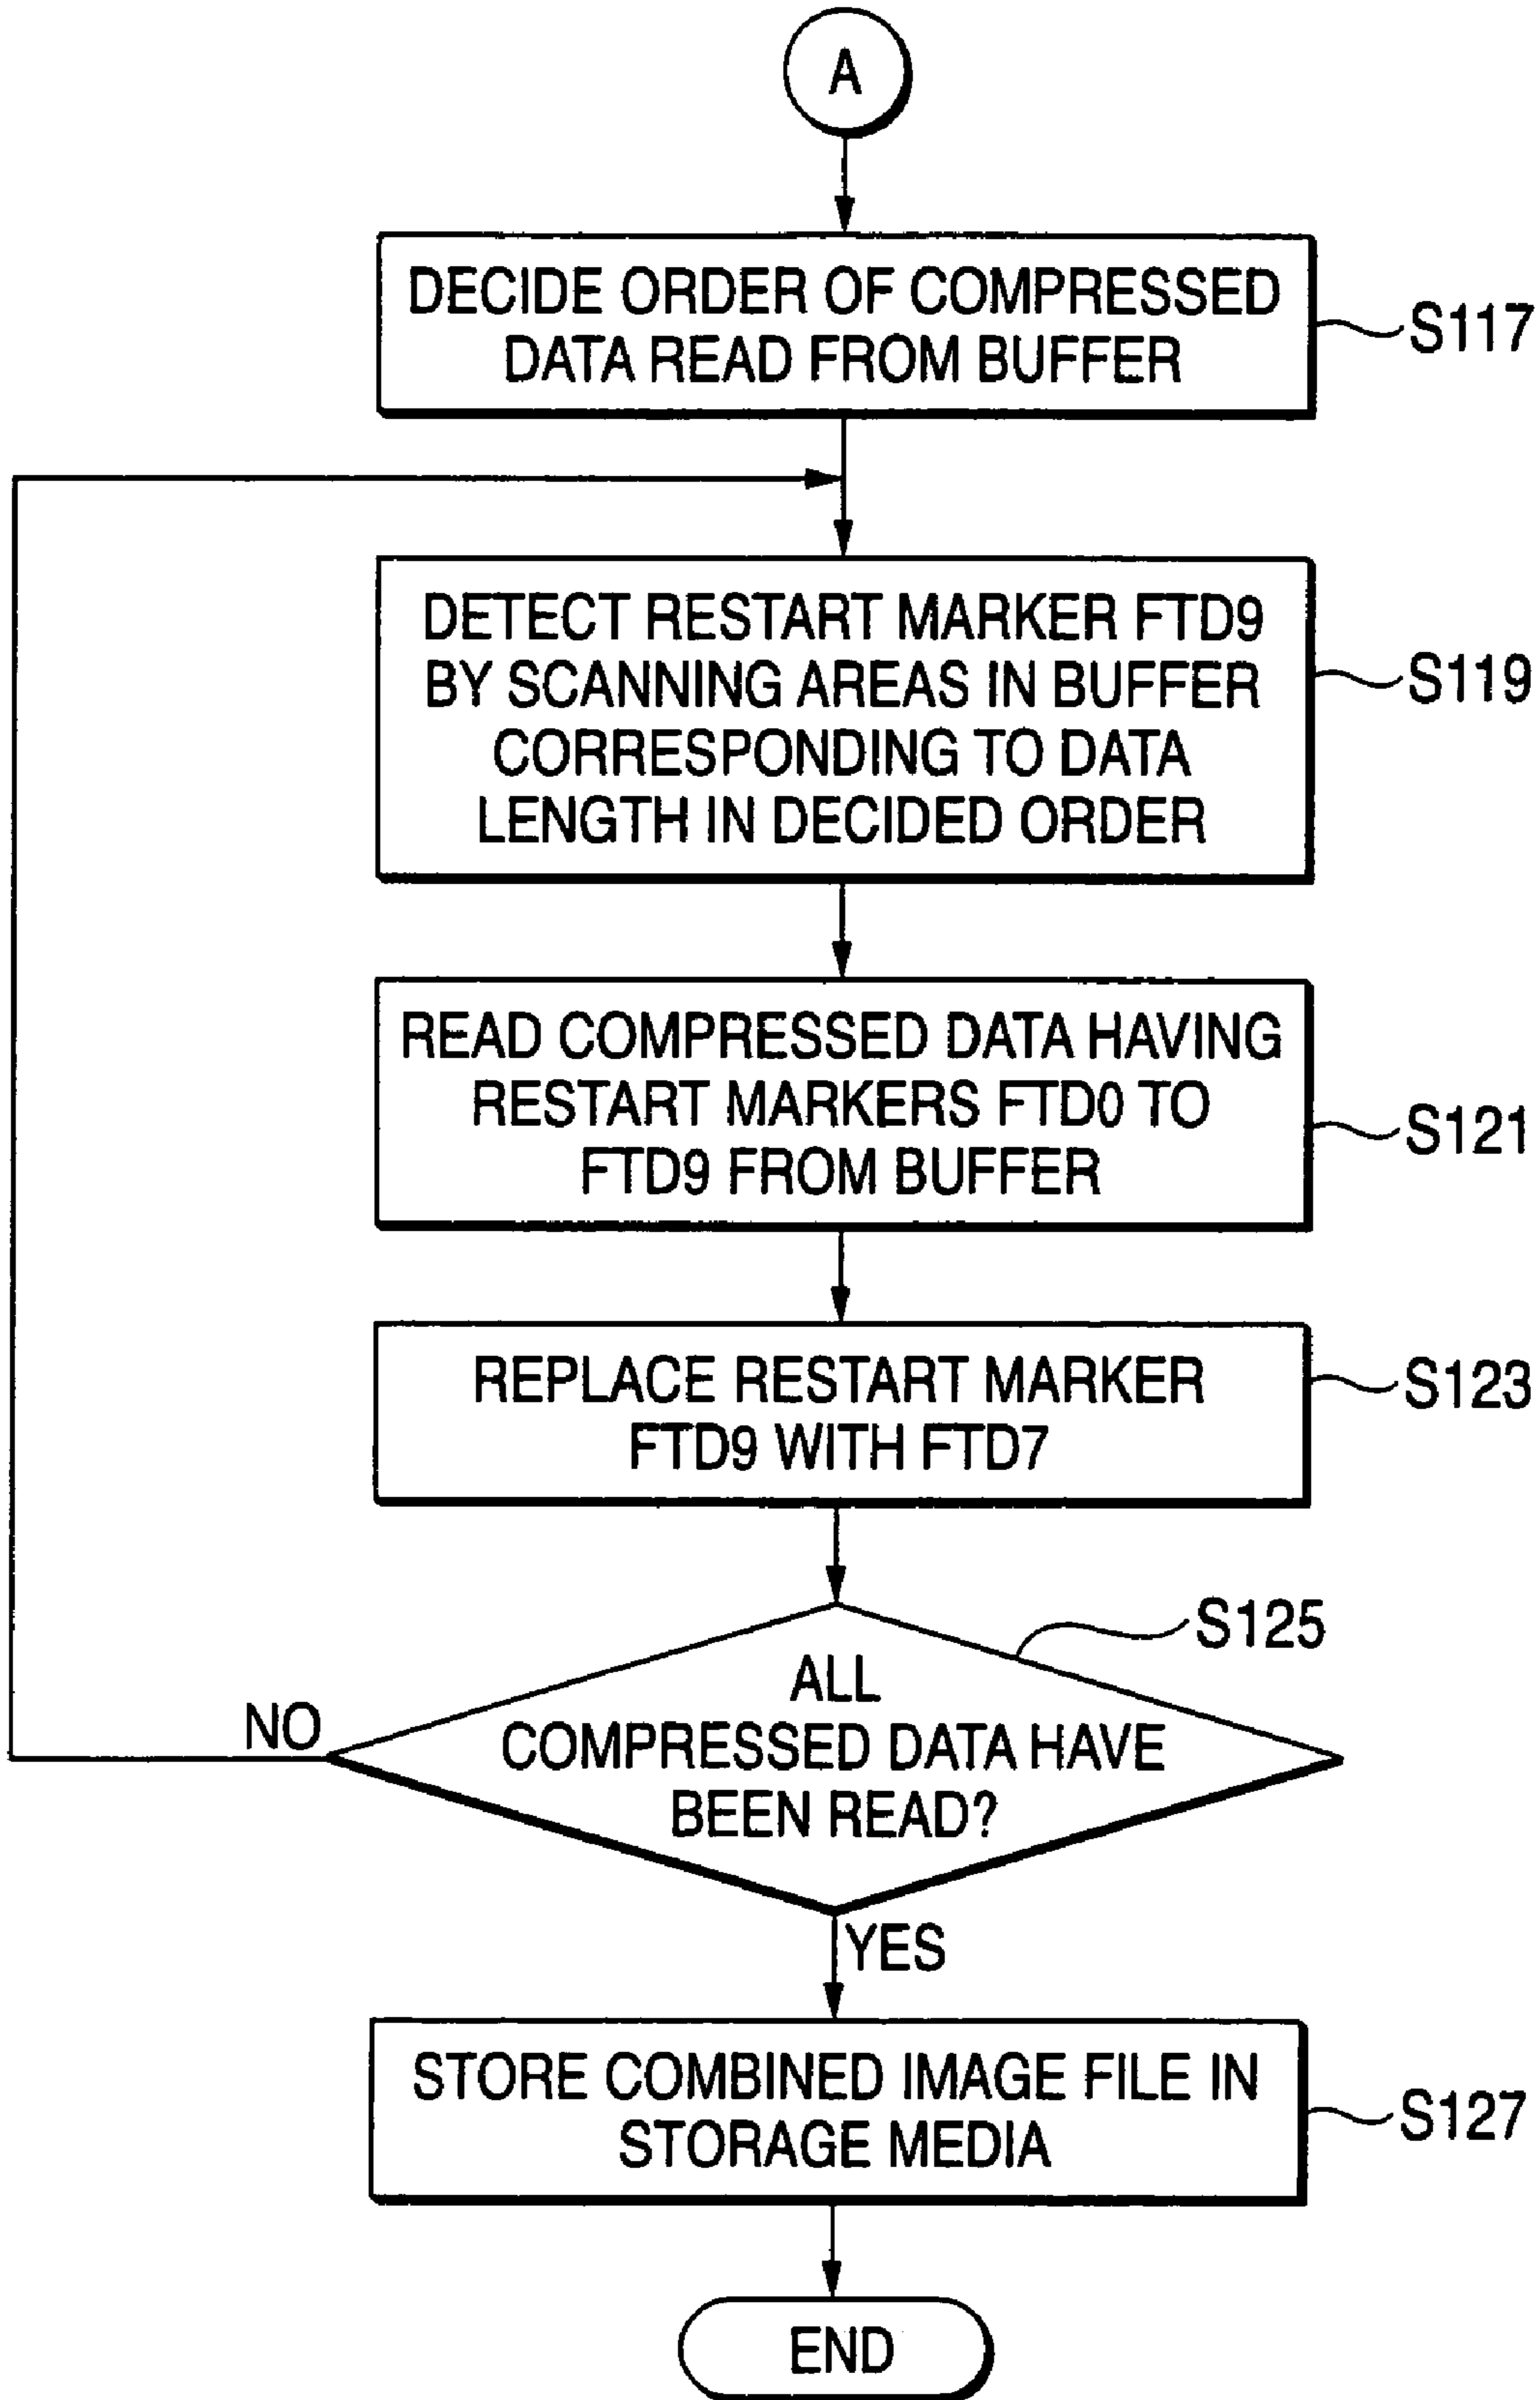 A
DECIDE ORDER OF COMPRESSED
DATA READ FROM BUFFER
S117
DETECT RESTART MARKER FTD9
BY SCANNING AREAS IN BUFFER
CORRESPONDING TO DATA
LENGTH IN DECIDED ORDER
S119
READ COMPRESSED DATA HAVING
RESTART MARKERS FTD0 TO
FTD9 FROM BUFFER
S121
REPLACE RESTART MARKER
FTD9 WITH FTD7
S123
S125
ALL
COMPRESSED DATA HAVE
BEEN READ?
NO
YES
STORE COMBINED IMAGE FILE IN
STORAGE MEDIA
S127
END